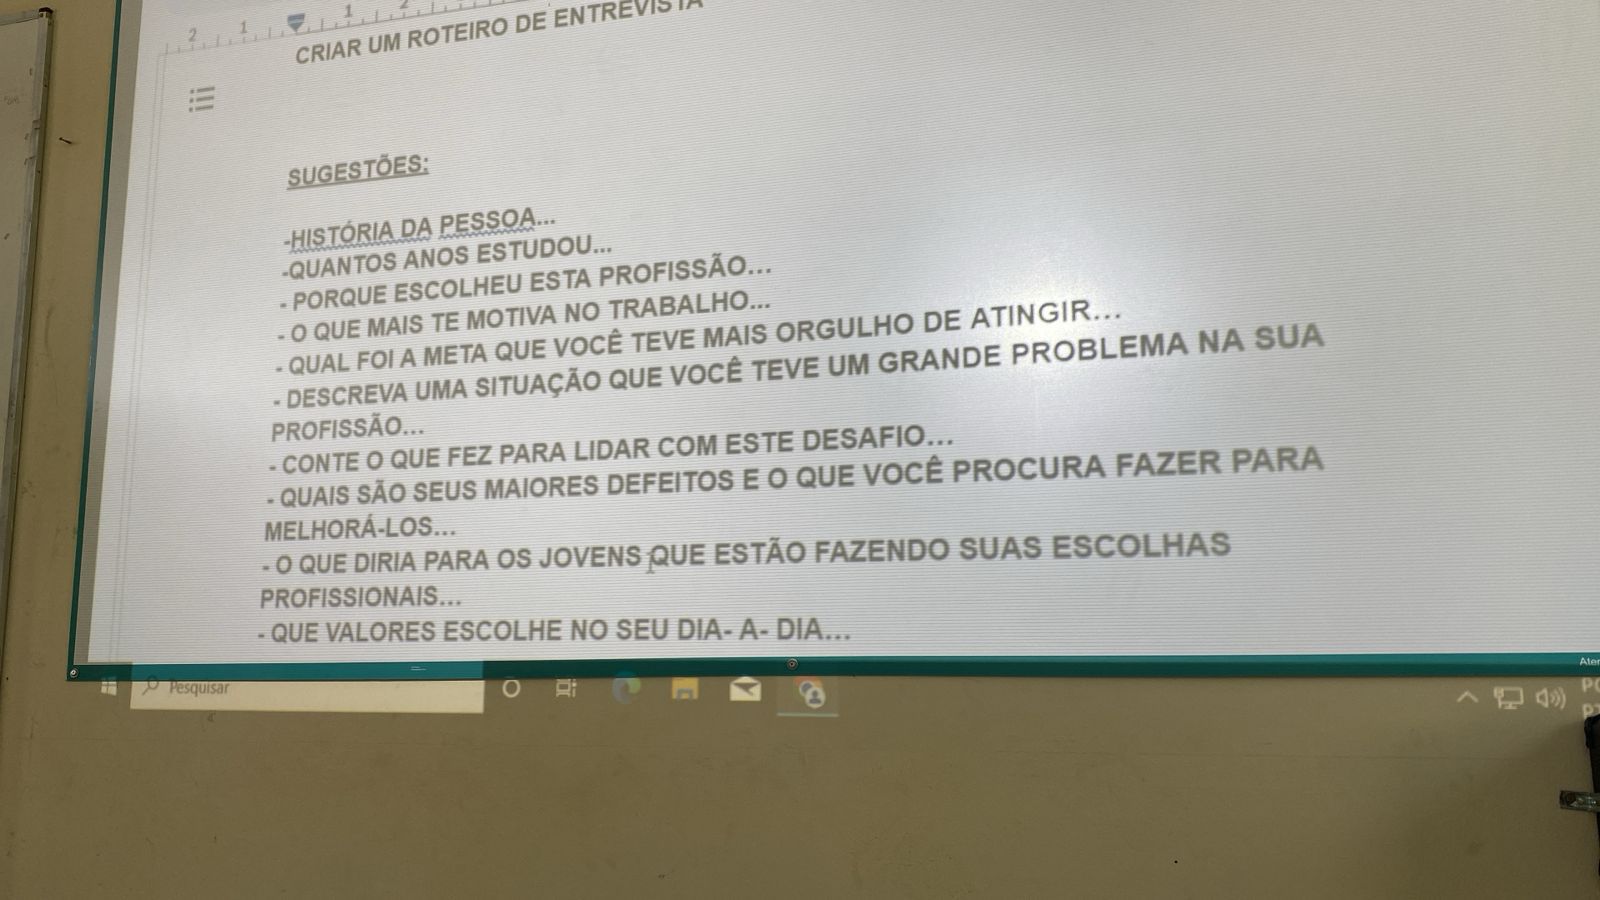 2 1 1 2
CRIAR UM ROTEIRO DE ENTREVISTA
SUGESTÕES:
-HISTÓRIA DA PESSOA...
-QUANTOS ANOS ESTUDOU...
- PORQUE ESCOLHEU ESTA PROFISSÃO...
- O QUE MAIS TE MOTIVA NO TRABALHO...
- QUAL FOI A META QUE VOCÊ TEVE MAIS ORGULHO DE ATINGIR...
- DESCREVA UMA SITUAÇÃO QUE VOCÊ TEVE UM GRANDE PROBLEMA NA SUA
PROFISSÃO...
- CONTE O QUE FEZ PARA LIDAR COM ESTE DESAFIO...
- QUAIS SÃO SEUS MAIORES DEFEITOS E O QUE VOCÊ PROCURA FAZER PARA
MELHORÁ-LOS...
- O QUE DIRIA PARA OS JOVENS QUE ESTÃO FAZENDO SUAS ESCOLHAS
PROFISSIONAIS...
- QUE VALORES ESCOLHE NO SEU DIA- A- DIA...
Pesquisar